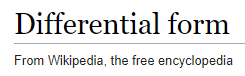 Differential form
From Wikipedia, the free encyclopedia